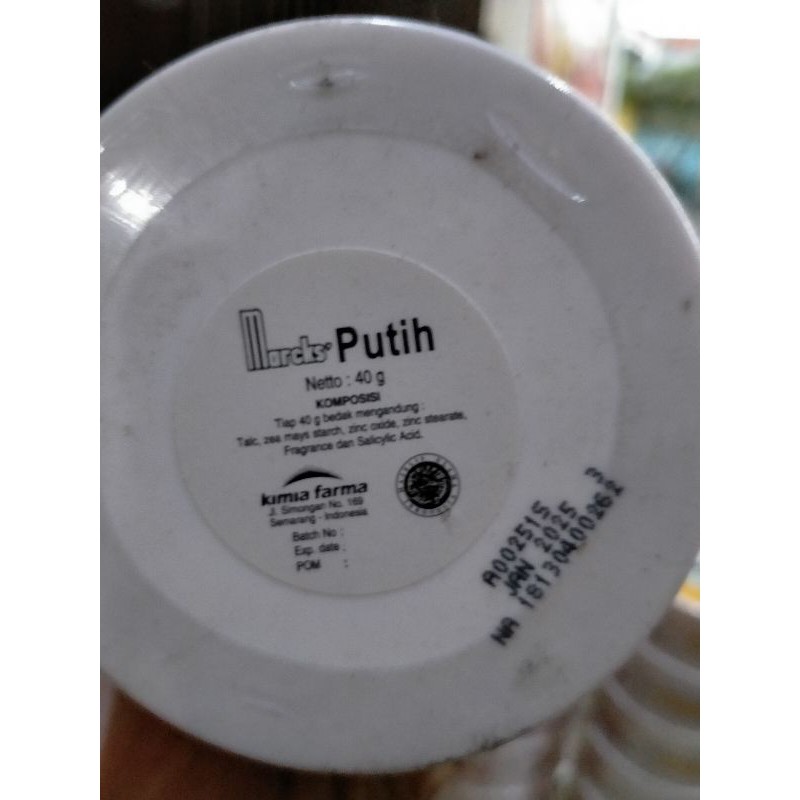 Marcks' Putih
Netto : 40 g
KOMPOSISI
Tiap 40 g bedak mengandung :
Talc, zea mays starch, zinc oxide, zinc stearate,
Fragrance dan Salicylic Acid.
kimia farma
Jl. Simongan No. 169
Semarang - Indonesia
Batch No :
Exp. date :
POM :
A002515
JAN 2025 3
NA 18130400262